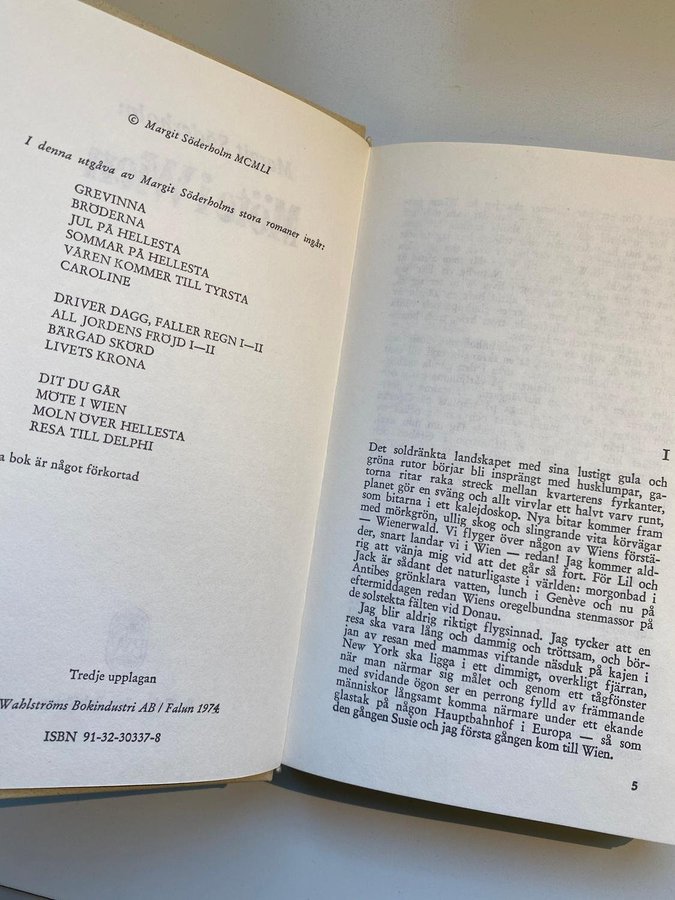 © Margit Söderholm MCMLI
I denna utgåva av Margit Söderholms stora romaner ingår:
GREVINNA
BRÖDERNA
JUL PÅ HELLESTA
SOMMAR PÅ HELLESTA
VÅREN KOMMER TILL TYRSTA
CAROLINE
DRIVER DAGG, FALLER REGN I—II
ALL JORDENS FRÖJD I—II
BÄRGAD SKÖRD
LIVETS KRONA
DIT DU GÅR
MÖTE I WIEN
MOLN ÖVER HELLESTA
RESA TILL DELPHI
a bok är något förkortad
Tredje upplagan
Wahlströms Bokindustri AB / Falun 1974
ISBN 91-32-30337-8
I
Det soldränkta landskapet med sina lustigt gula och
gröna rutor börjar bli insprängt med husklumpar, ga-
torna ritar raka streck mellan kvarterens fyrkanter,
planet gör en sväng och allt virvlar ett halvt varv runt,
som bitarna i ett kalejdoskop. Nya bitar kommer fram
med mörkgrön, ullig skog och slingrande vita körvägar
— Wienerwald. Vi flyger över någon av Wiens förstä-
der, snart landar vi i Wien — redan! Jag kommer ald-
rig att vänja mig vid att det går så fort. För Lil och
Jack är sådant det naturligaste i världen: morgonbad i
Antibes grönklara vatten, lunch i Genève och nu på
eftermiddagen redan Wiens oregelbundna stenmassor på
de solstekta fälten vid Donau.
Jag blir aldrig riktigt flygsinnad. Jag tycker att en
resa ska vara lång och dammig och tröttsam, och bör-
jan av resan med mammas viftande näsduk på kajen i
New York ska ligga i ett dimmigt, overkligt fjärran,
när man närmar sig målet och genom ett tågfönster
med svidande ögon ser en perrong fylld av främmande
människor långsamt komma närmare under ett ekande
glastak på någon Hauptbahnhof i Europa — så som
den gången Susie och jag första gången kom till Wien.
5